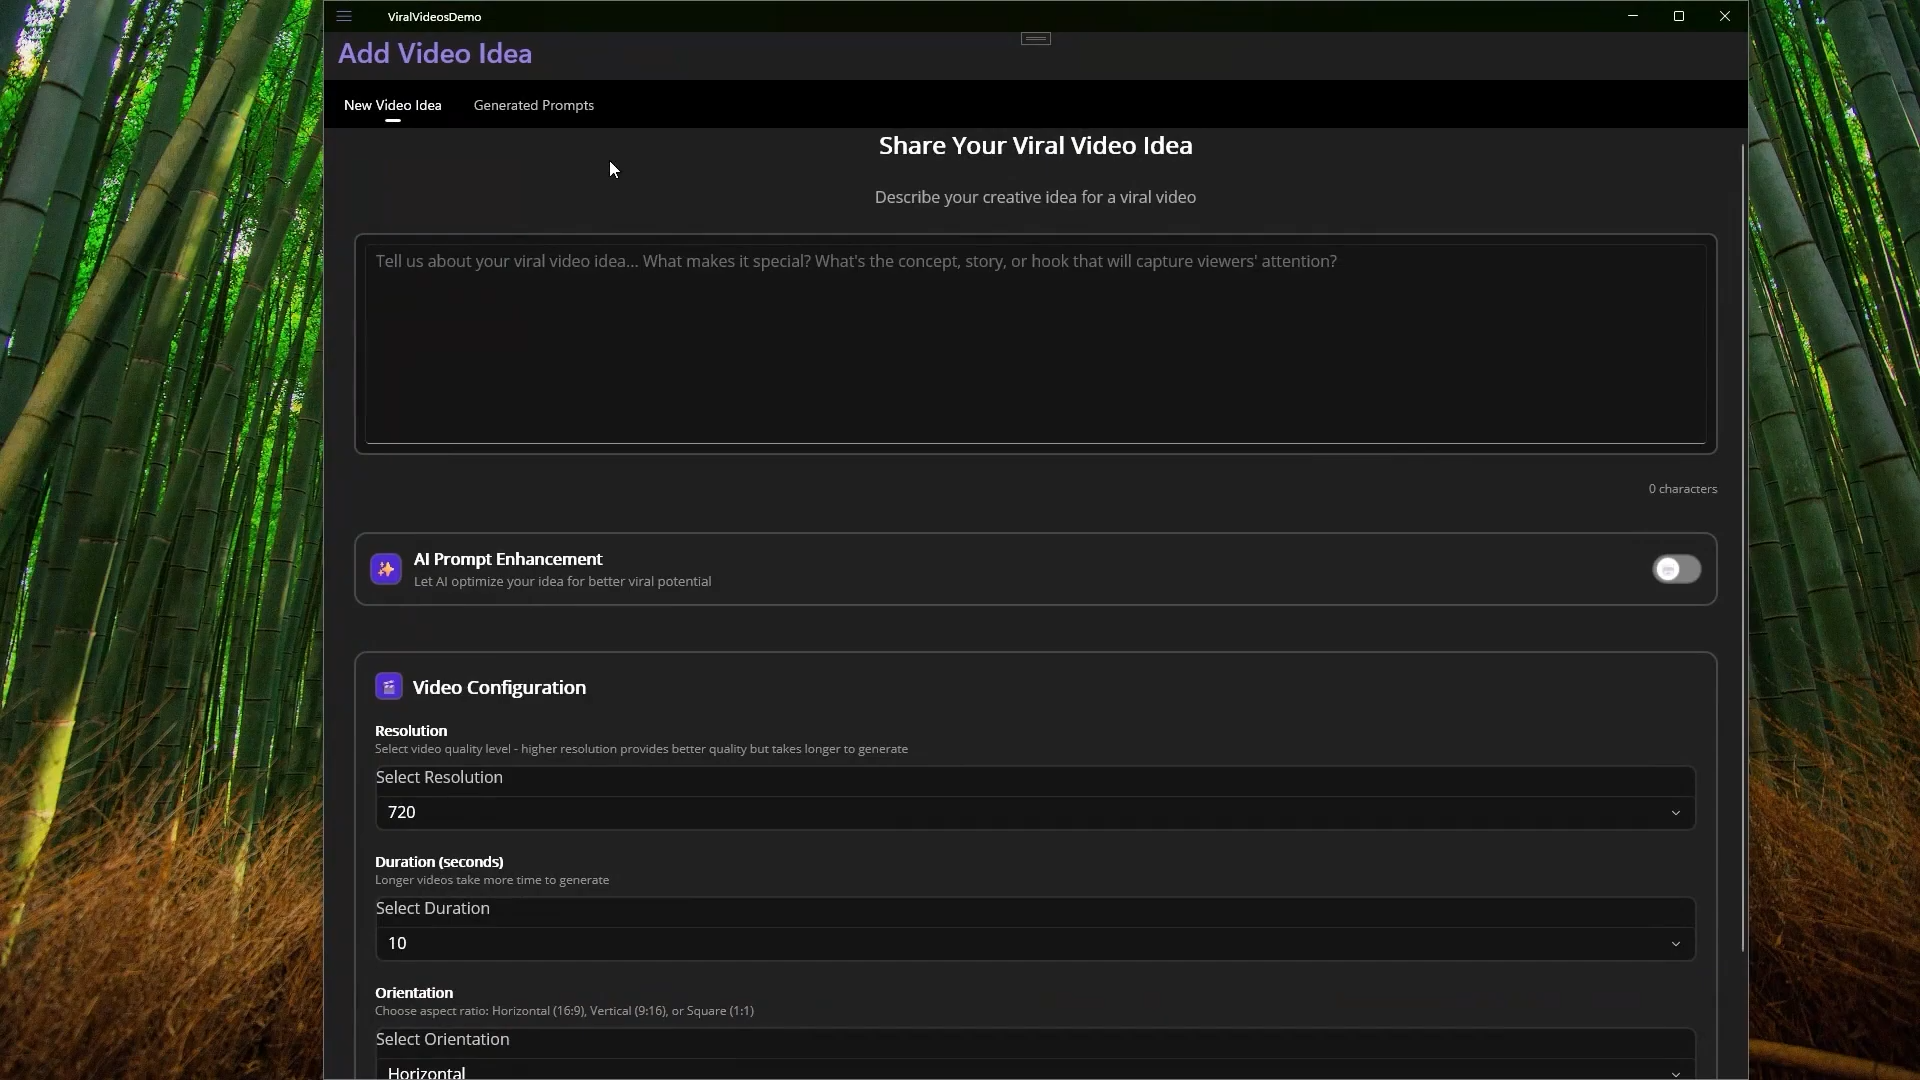 ViralVideosDemo
Add Video Idea
New Video Idea
Generated Prompts
Share Your Viral Video Idea
Describe your creative idea for a viral video
Tell us about your viral video idea... What makes it special? What's the concept, story, or hook that will capture viewers' attention?
0 characters
AI Prompt Enhancement
Let AI optimize your idea for better viral potential
Video Configuration
Resolution
Select video quality level - higher resolution provides better quality but takes longer to generate
Select Resolution
720
Duration (seconds)
Longer videos take more time to generate
Select Duration
10
Orientation
Choose aspect ratio: Horizontal (16:9), Vertical (9:16), or Square (1:1)
Select Orientation
Horizontal